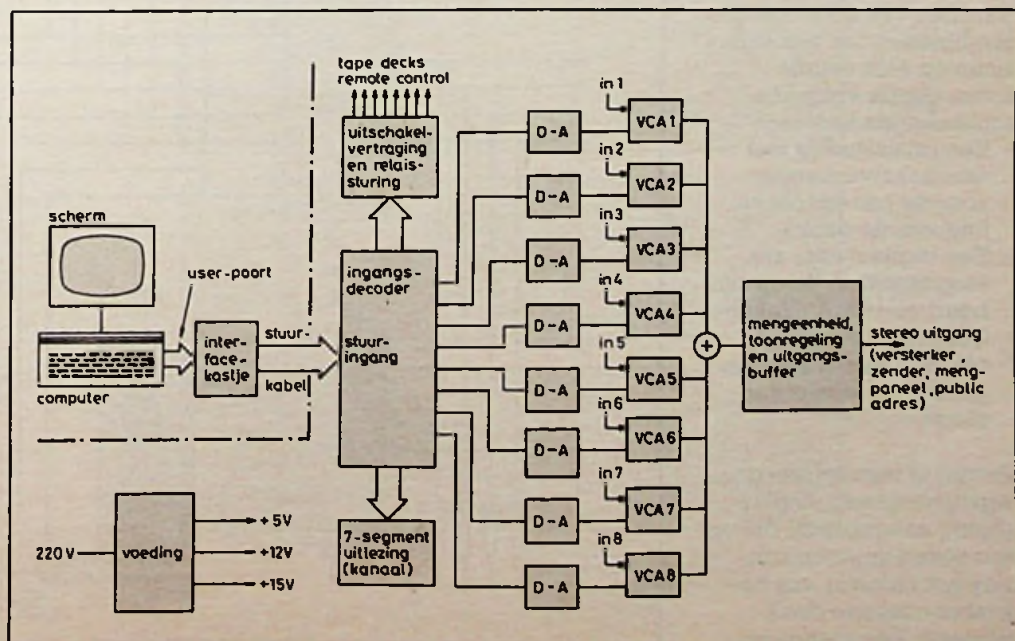 tape decks
remote control
uitschakel-
vertraging
en relais-
sturing
scherm
user-poort
computer
inter-
face-
kastje
stuur-
kabel
ingangs-
decoder
stuur-
ingang
7-segment
uitlezing
(kanaal)
220 V
voeding
+5V
+12V
+15V
D-A
D-A
D-A
D-A
D-A
D-A
D-A
D-A
in 1
VCA1
in 2
VCA2
in 3
VCA3
in 4
VCA4
in 5
VCA5
in 6
VCA6
in 7
VCA7
in 8
VCA8
+
mengeenheid,
toonregeling
en uitgangs-
buffer
stereo uitgang
(versterker,
zender, meng-
paneel, public
adres)